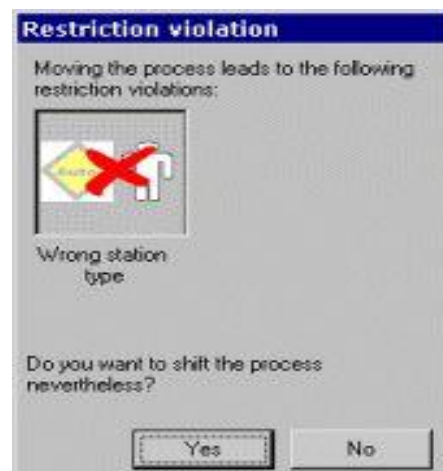 Restriction violation
Moving the process leads to the following
restriction violations:
Auto
Wrong station
type
Do you want to shift the process
nevertheless?
Yes
No